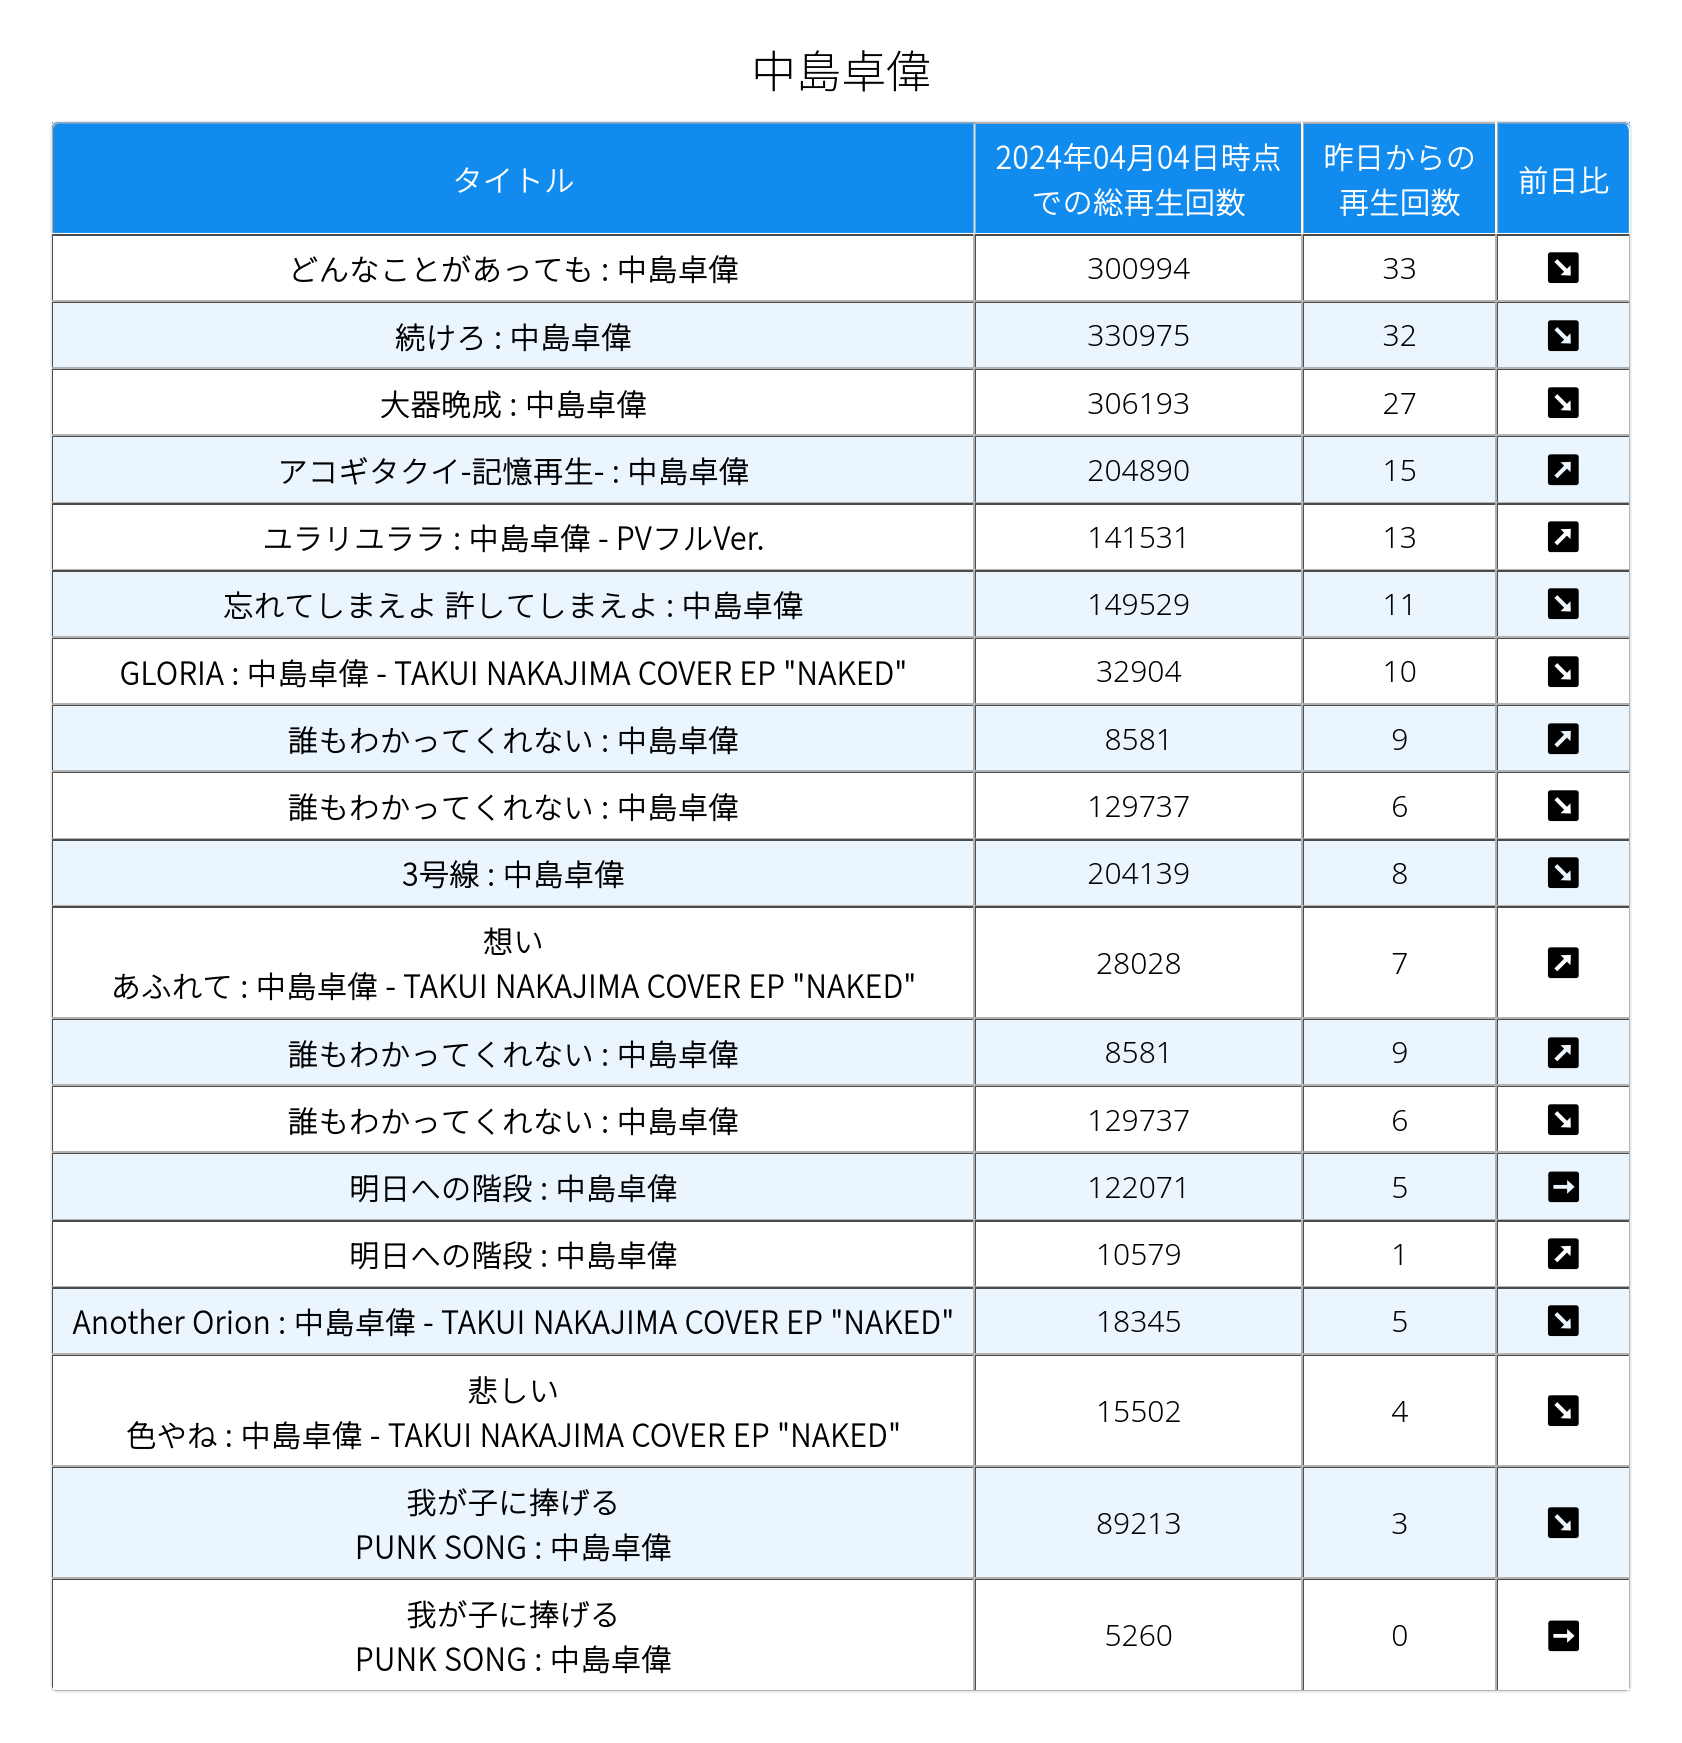 中島卓偉
タイトル
2024年04月04日時点
での総再生回数
昨日からの
再生回数
前日比
どんなことがあっても : 中島卓偉 300994 33 ↘
続けろ : 中島卓偉 330975 32 ↘
大器晩成 : 中島卓偉 306193 27 ↘
アコギタクイ-記憶再生- : 中島卓偉 204890 15 ↗
ユラリユララ : 中島卓偉 - PVフルVer. 141531 13 ↗
忘れてしまえよ 許してしまえよ : 中島卓偉 149529 11 ↘
GLORIA : 中島卓偉 - TAKUI NAKAJIMA COVER EP "NAKED" 32904 10 ↘
誰もわかってくれない : 中島卓偉 8581 9 ↗
誰もわかってくれない : 中島卓偉 129737 6 ↘
3号線 : 中島卓偉 204139 8 ↘
想い
あふれて : 中島卓偉 - TAKUI NAKAJIMA COVER EP "NAKED" 28028 7 ↗
誰もわかってくれない : 中島卓偉 8581 9 ↗
誰もわかってくれない : 中島卓偉 129737 6 ↘
明日への階段 : 中島卓偉 122071 5 →
明日への階段 : 中島卓偉 10579 1 ↗
Another Orion : 中島卓偉 - TAKUI NAKAJIMA COVER EP "NAKED" 18345 5 ↘
悲しい
色やね : 中島卓偉 - TAKUI NAKAJIMA COVER EP "NAKED" 15502 4 ↘
我が子に捧げる
PUNK SONG : 中島卓偉 89213 3 ↘
我が子に捧げる
PUNK SONG : 中島卓偉 5260 0 →